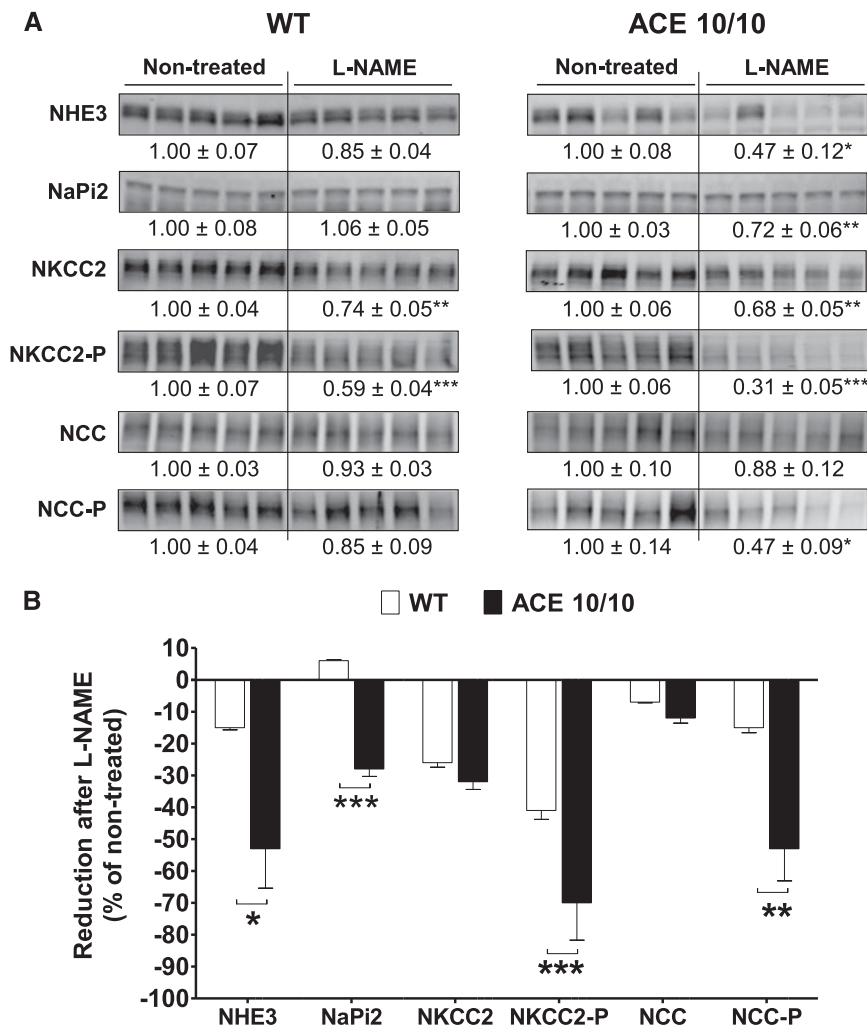 A
WT ACE 10/10
Non-treated L-NAME Non-treated L-NAME
NHE3
1.00 ± 0.07 0.85 ± 0.04 1.00 ± 0.08 0.47 ± 0.12*
NaPi2
1.00 ± 0.08 1.06 ± 0.05 1.00 ± 0.03 0.72 ± 0.06**
NKCC2
1.00 ± 0.04 0.74 ± 0.05** 1.00 ± 0.06 0.68 ± 0.05**
NKCC2-P
1.00 ± 0.07 0.59 ± 0.04*** 1.00 ± 0.06 0.31 ± 0.05***
NCC
1.00 ± 0.03 0.93 ± 0.03 1.00 ± 0.10 0.88 ± 0.12
NCC-P
1.00 ± 0.04 0.85 ± 0.09 1.00 ± 0.14 0.47 ± 0.09*
B
WT ACE 10/10
Reduction after L-NAME
(% of non-treated)
10
0
-10
-20
-30
-40
-50
-60
-70
-80
-90
-100
* *** *** **
NHE3 NaPi2 NKCC2 NKCC2-P NCC NCC-P